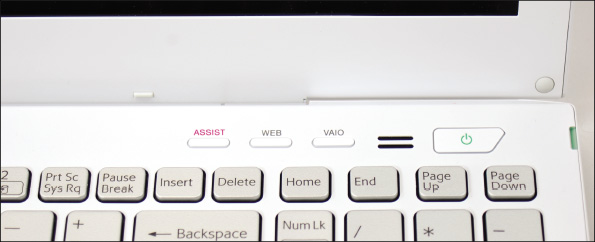 ASSIST WEB VAIO
2 Prt Sc Pause Insert Delete Home End Page Page
Sys Rq Break Up Down
— + ← Backspace Num Lk / * −